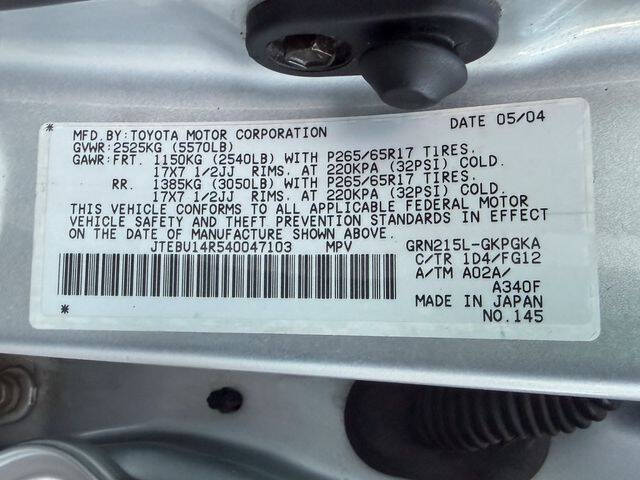 * MFD.BY:TOYOTA MOTOR CORPORATION DATE 05/04
GVWR:2525KG (5570LB)
GAWR:FRT. 1150KG (2540LB) WITH P265/65R17 TIRES.
17X7 1/2JJ RIMS. AT 220KPA (32PSI) COLD.
RR. 1385KG (3050LB) WITH P265/65R17 TIRES.
17X7 1/2JJ RIMS. AT 220KPA (32PSI) COLD.
THIS VEHICLE CONFORMS TO ALL APPLICABLE FEDERAL MOTOR
VEHICLE SAFETY AND THEFT PREVENTION STANDARDS IN EFFECT
ON THE DATE OF MANUFACTURE SHOWN ABOVE.
JTEBU14R540047103 MPV GRN215L-GKPGKA
C/TR 1D4/FG12
A/TM A02A/
A340F
MADE IN JAPAN
* NO.145